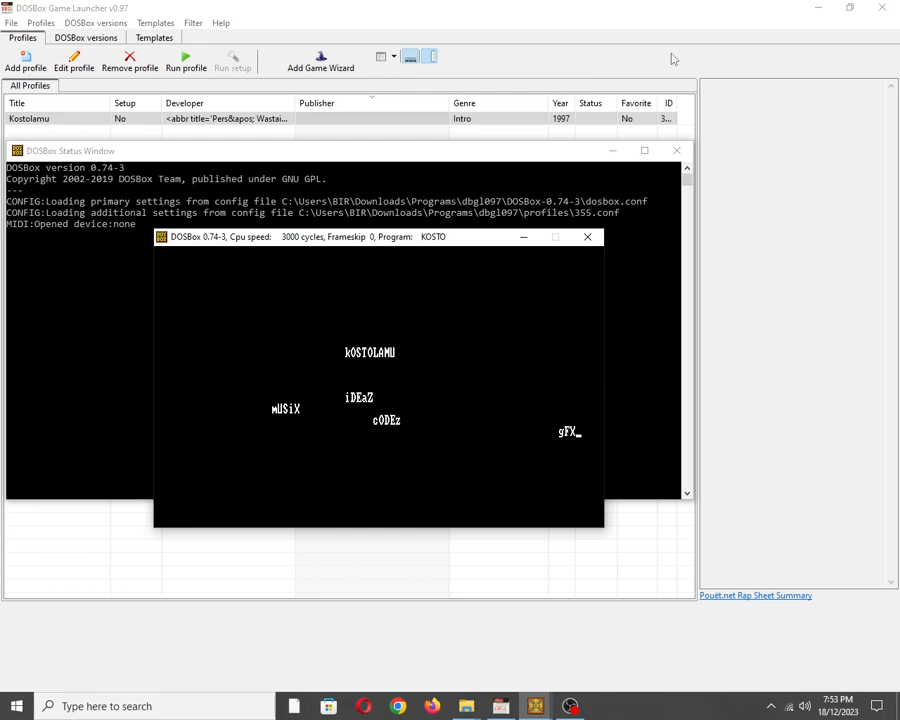 DOSBox Game Launcher v0.97
File Profiles DOSBox versions Templates Filter Help
Profiles DOSBox versions Templates
Add profile Edit profile Remove profile Run profile Run setup Add Game Wizard
All Profiles
Title Setup Developer Publisher Genre Year Status Favorite ID
Kostolamu No <abbr title='Pers&apos; Wastai... Intro 1997 No 3...
DOSBox Status Window
DOSBox version 0.74-3
Copyright 2002-2019 DOSBox Team, published under GNU GPL.
---
CONFIG:Loading primary settings from config file C:\Users\BIR\Downloads\Programs\dbgl097\DOSBox-0.74-3\dosbox.conf
CONFIG:Loading additional settings from config file C:\Users\BIR\Downloads\Programs\dbgl097\profiles\355.conf
MIDI:Opened device:none
DOSBox 0.74-3, Cpu speed: 3000 cycles, Frameskip 0, Program: KOSTO
kOSTOLAMU
iDEaZ
mUSiX
cODEz
gFX_
Pouët.net Rap Sheet Summary
Type here to search
7:53 PM
18/12/2023